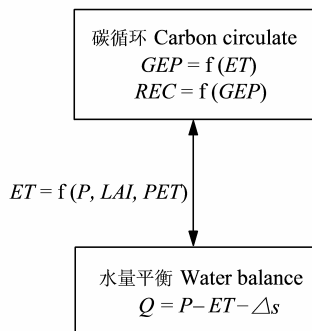 碳循环 Carbon circulate
GEP = f (ET)
REC = f (GEP)
ET = f (P, LAI, PET)
水量平衡 Water balance
Q = P – ET – △s